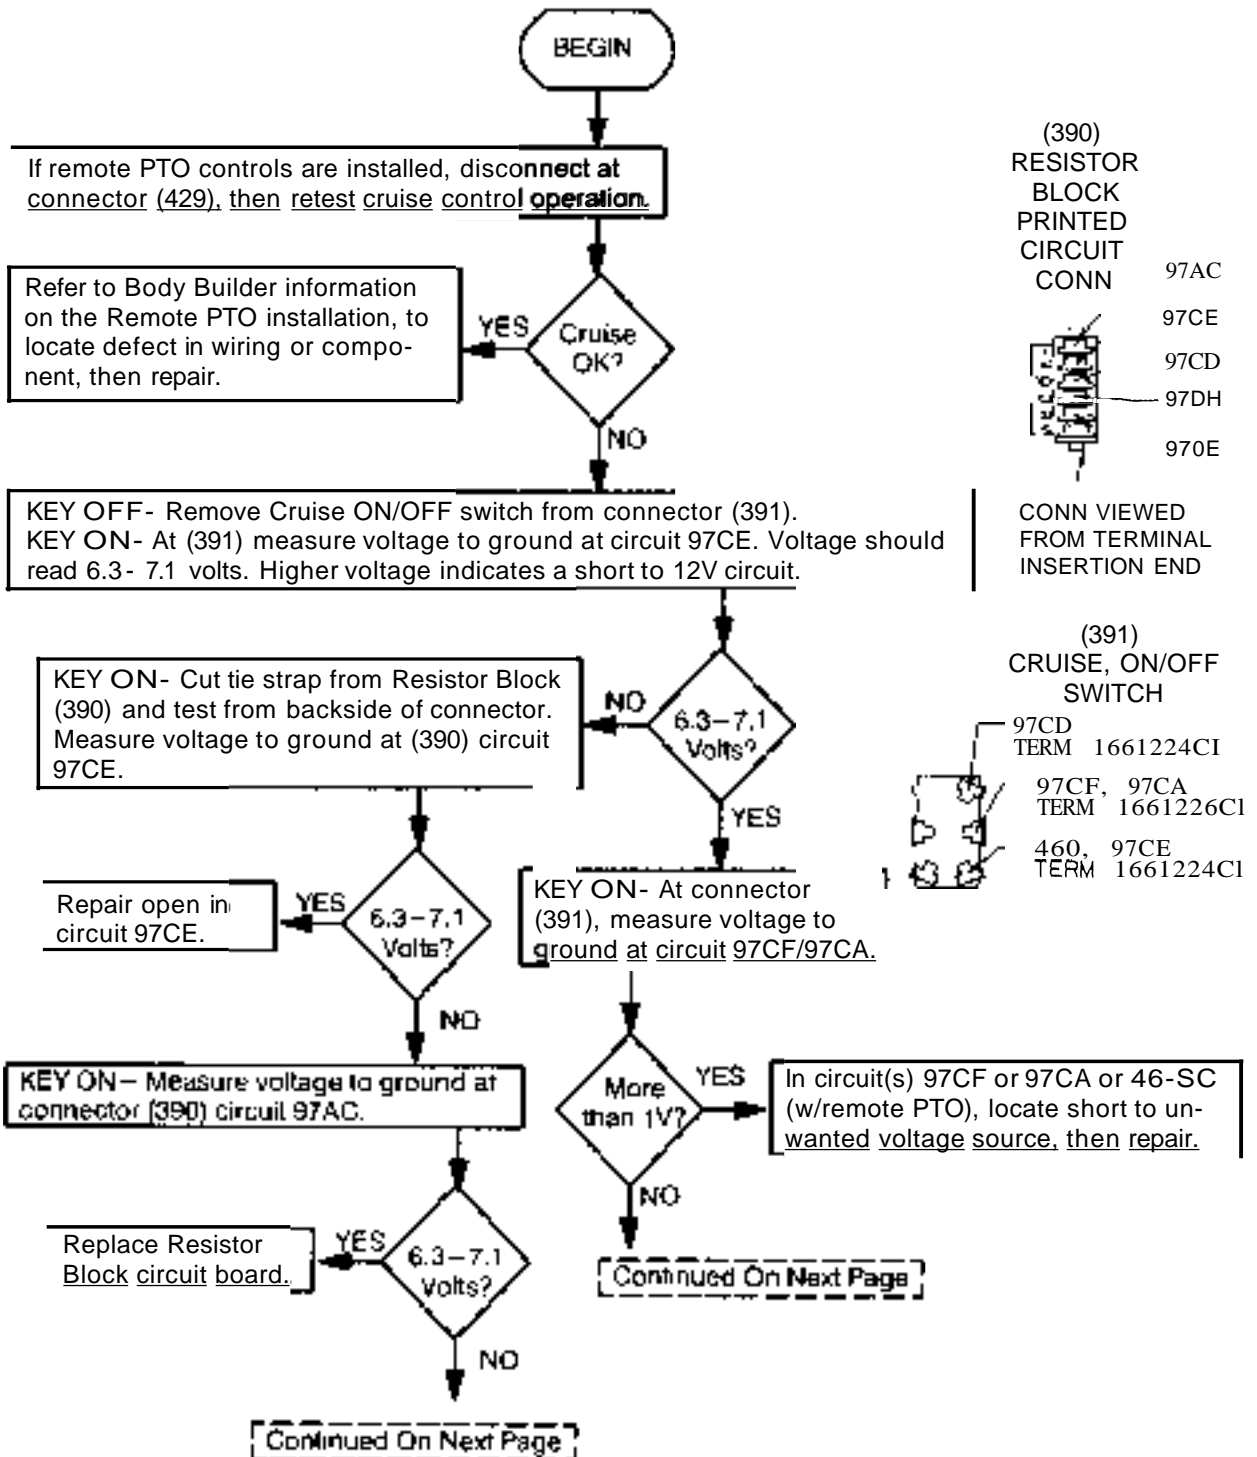 BEGIN
If remote PTO controls are installed, disconnect at
connector (429), then retest cruise control operation.
Cruise
OK?
YES
Refer to Body Builder information
on the Remote PTO installation, to
locate defect in wiring or compo-
nent, then repair.
NO
KEY OFF- Remove Cruise ON/OFF switch from connector (391).
KEY ON- At (391) measure voltage to ground at circuit 97CE. Voltage should
read 6.3- 7.1 volts. Higher voltage indicates a short to 12V circuit.
6.3–7.1
Volts?
NO
KEY ON- Cut tie strap from Resistor Block
(390) and test from backside of connector.
Measure voltage to ground at (390) circuit
97CE.
YES
6.3–7.1
Volts?
YES
Repair open in
circuit 97CE.
NO
KEY ON– Measure voltage to ground at
connector (390) circuit 97AC.
6.3–7.1
Volts?
YES
Replace Resistor
Block circuit board.
NO
Continued On Next Page
KEY ON- At connector
(391), measure voltage to
ground at circuit 97CF/97CA.
More
than 1V?
YES
In circuit(s) 97CF or 97CA or 46-SC
(w/remote PTO), locate short to un-
wanted voltage source, then repair.
NO
Continued On Next Page
(390)
RESISTOR
BLOCK
PRINTED
CIRCUIT
CONN
97AC
97CE
97CD
97DH
970E
CONN VIEWED
FROM TERMINAL
INSERTION END
(391)
CRUISE, ON/OFF
SWITCH
97CD
TERM 1661224CI
97CF, 97CA
TERM 1661226Cl
460, 97CE
TERM 1661224Cl